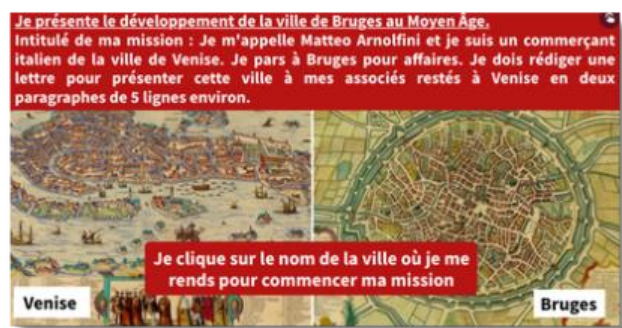 Je présente le développement de la ville de Bruges au Moyen Âge.
Intitulé de ma mission : Je m'appelle Matteo Arnolfini et je suis un commerçant
italien de la ville de Venise. Je pars à Bruges pour affaires. Je dois rédiger une
lettre pour présenter cette ville à mes associés restés à Venise en deux
paragraphes de 5 lignes environ.
Je clique sur le nom de la ville où je me
rends pour commencer ma mission
Venise
Bruges